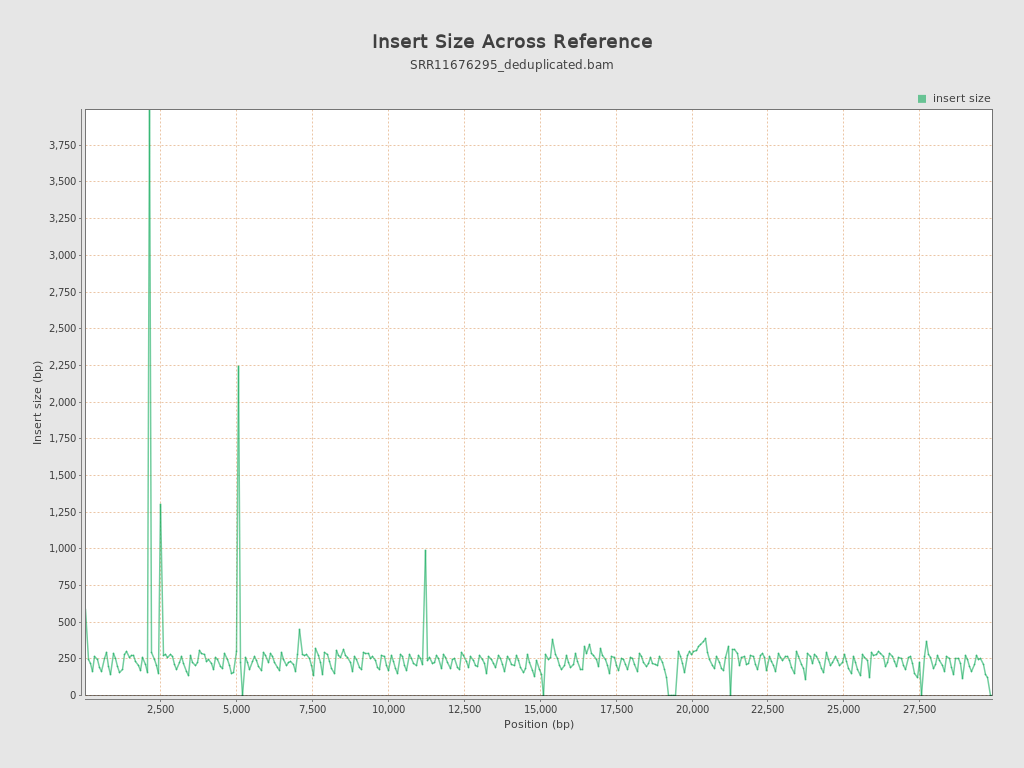 Insert Size Across Reference
SRR11676295_deduplicated.bam
insert size
3,750
3,500
3,250
3,000
2,750
2,500
2,250
2,000
1,750
1,500
1,250
1,000
750
500
250
0
Insert size (bp)
2,500 5,000 7,500 10,000 12,500 15,000 17,500 20,000 22,500 25,000 27,500
Position (bp)